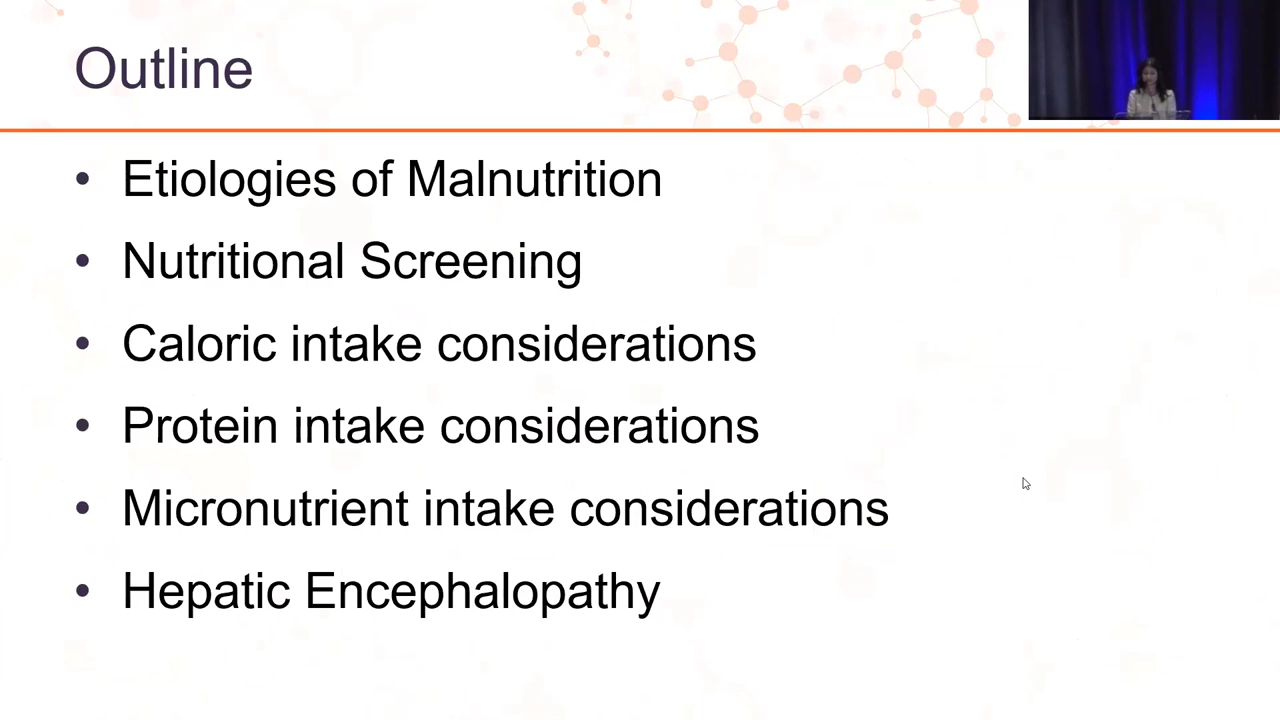 Outline
• Etiologies of Malnutrition
• Nutritional Screening
• Caloric intake considerations
• Protein intake considerations
• Micronutrient intake considerations
• Hepatic Encephalopathy